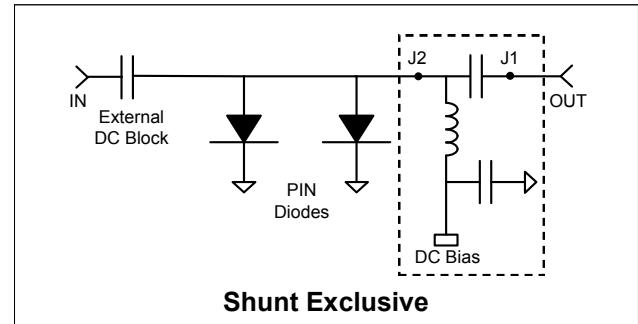 J2
J1
IN
OUT
External
DC Block
PIN
Diodes
DC Bias
Shunt Exclusive